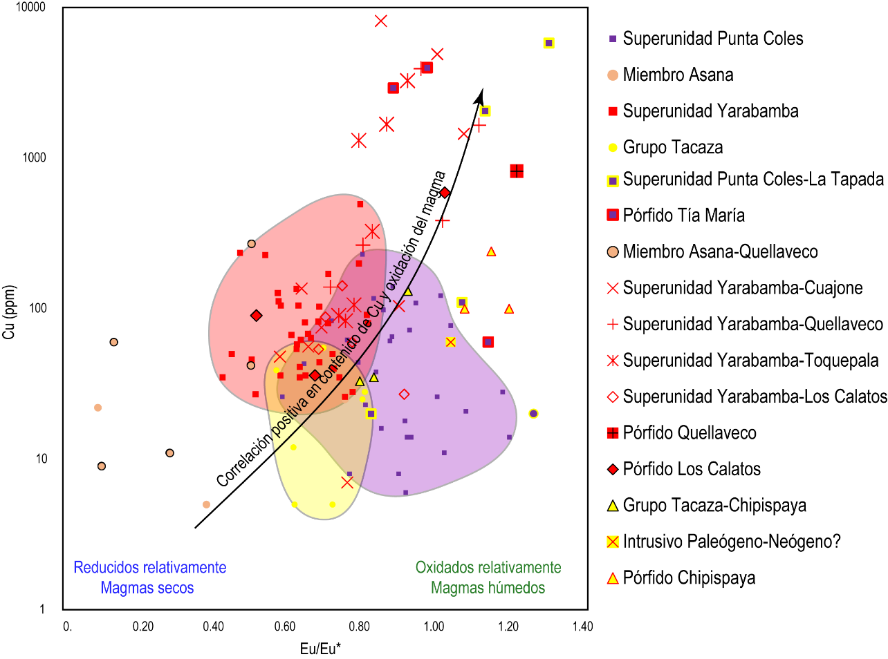 10000
1000
100
10
1
Cu (ppm)
0.
0.20
0.40
0.60
0.80
1.00
1.20
1.40
Eu/Eu*
Correlación positiva en contenido de Cu y oxidación del magma
Reducidos relativamente
Magmas secos
Oxidados relativamente
Magmas húmedos
Superunidad Punta Coles
Miembro Asana
Superunidad Yarabamba
Grupo Tacaza
Superunidad Punta Coles-La Tapada
Pórfido Tía María
Miembro Asana-Quellaveco
Superunidad Yarabamba-Cuajone
Superunidad Yarabamba-Quellaveco
Superunidad Yarabamba-Toquepala
Superunidad Yarabamba-Los Calatos
Pórfido Quellaveco
Pórfido Los Calatos
Grupo Tacaza-Chipispaya
Intrusivo Paleógeno-Neógeno?
Pórfido Chipispaya